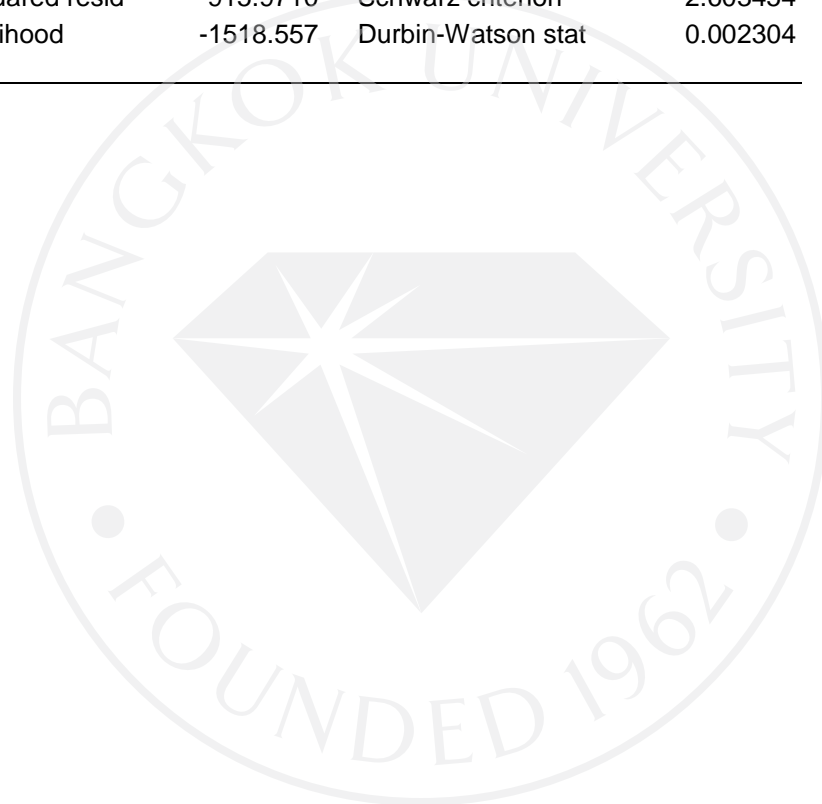 ihood -1518.557 Durbin-Watson stat 0.002304
BANGKOK UNIVERSITY
FOUNDED 1962